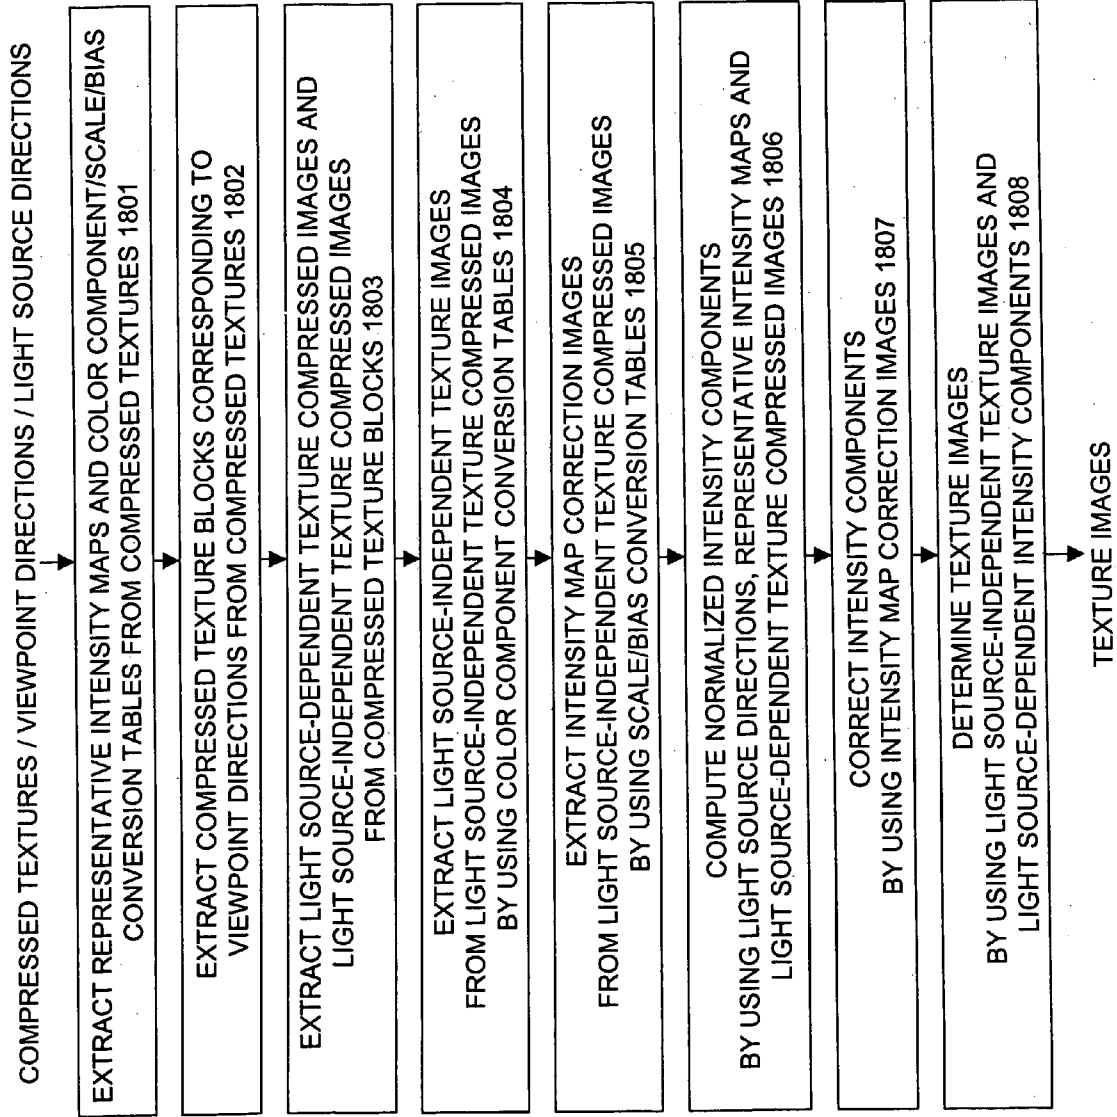 COMPRESSED TEXTURES / VIEWPOINT DIRECTIONS / LIGHT SOURCE DIRECTIONS
EXTRACT REPRESENTATIVE INTENSITY MAPS AND COLOR COMPONENT/SCALE/BIAS
CONVERSION TABLES FROM COMPRESSED TEXTURES 1801
EXTRACT COMPRESSED TEXTURE BLOCKS CORRESPONDING TO
VIEWPOINT DIRECTIONS FROM COMPRESSED TEXTURES 1802
EXTRACT LIGHT SOURCE-DEPENDENT TEXTURE COMPRESSED IMAGES AND
LIGHT SOURCE-INDEPENDENT TEXTURE COMPRESSED IMAGES
FROM COMPRESSED TEXTURE BLOCKS 1803
EXTRACT LIGHT SOURCE-INDEPENDENT TEXTURE IMAGES
FROM LIGHT SOURCE-INDEPENDENT TEXTURE COMPRESSED IMAGES
BY USING COLOR COMPONENT CONVERSION TABLES 1804
EXTRACT INTENSITY MAP CORRECTION IMAGES
FROM LIGHT SOURCE-INDEPENDENT TEXTURE COMPRESSED IMAGES
BY USING SCALE/BIAS CONVERSION TABLES 1805
COMPUTE NORMALIZED INTENSITY COMPONENTS
BY USING LIGHT SOURCE DIRECTIONS, REPRESENTATIVE INTENSITY MAPS AND
LIGHT SOURCE-DEPENDENT TEXTURE COMPRESSED IMAGES 1806
CORRECT INTENSITY COMPONENTS
BY USING INTENSITY MAP CORRECTION IMAGES 1807
DETERMINE TEXTURE IMAGES
BY USING LIGHT SOURCE-INDEPENDENT TEXTURE IMAGES AND
LIGHT SOURCE-DEPENDENT INTENSITY COMPONENTS 1808
TEXTURE IMAGES